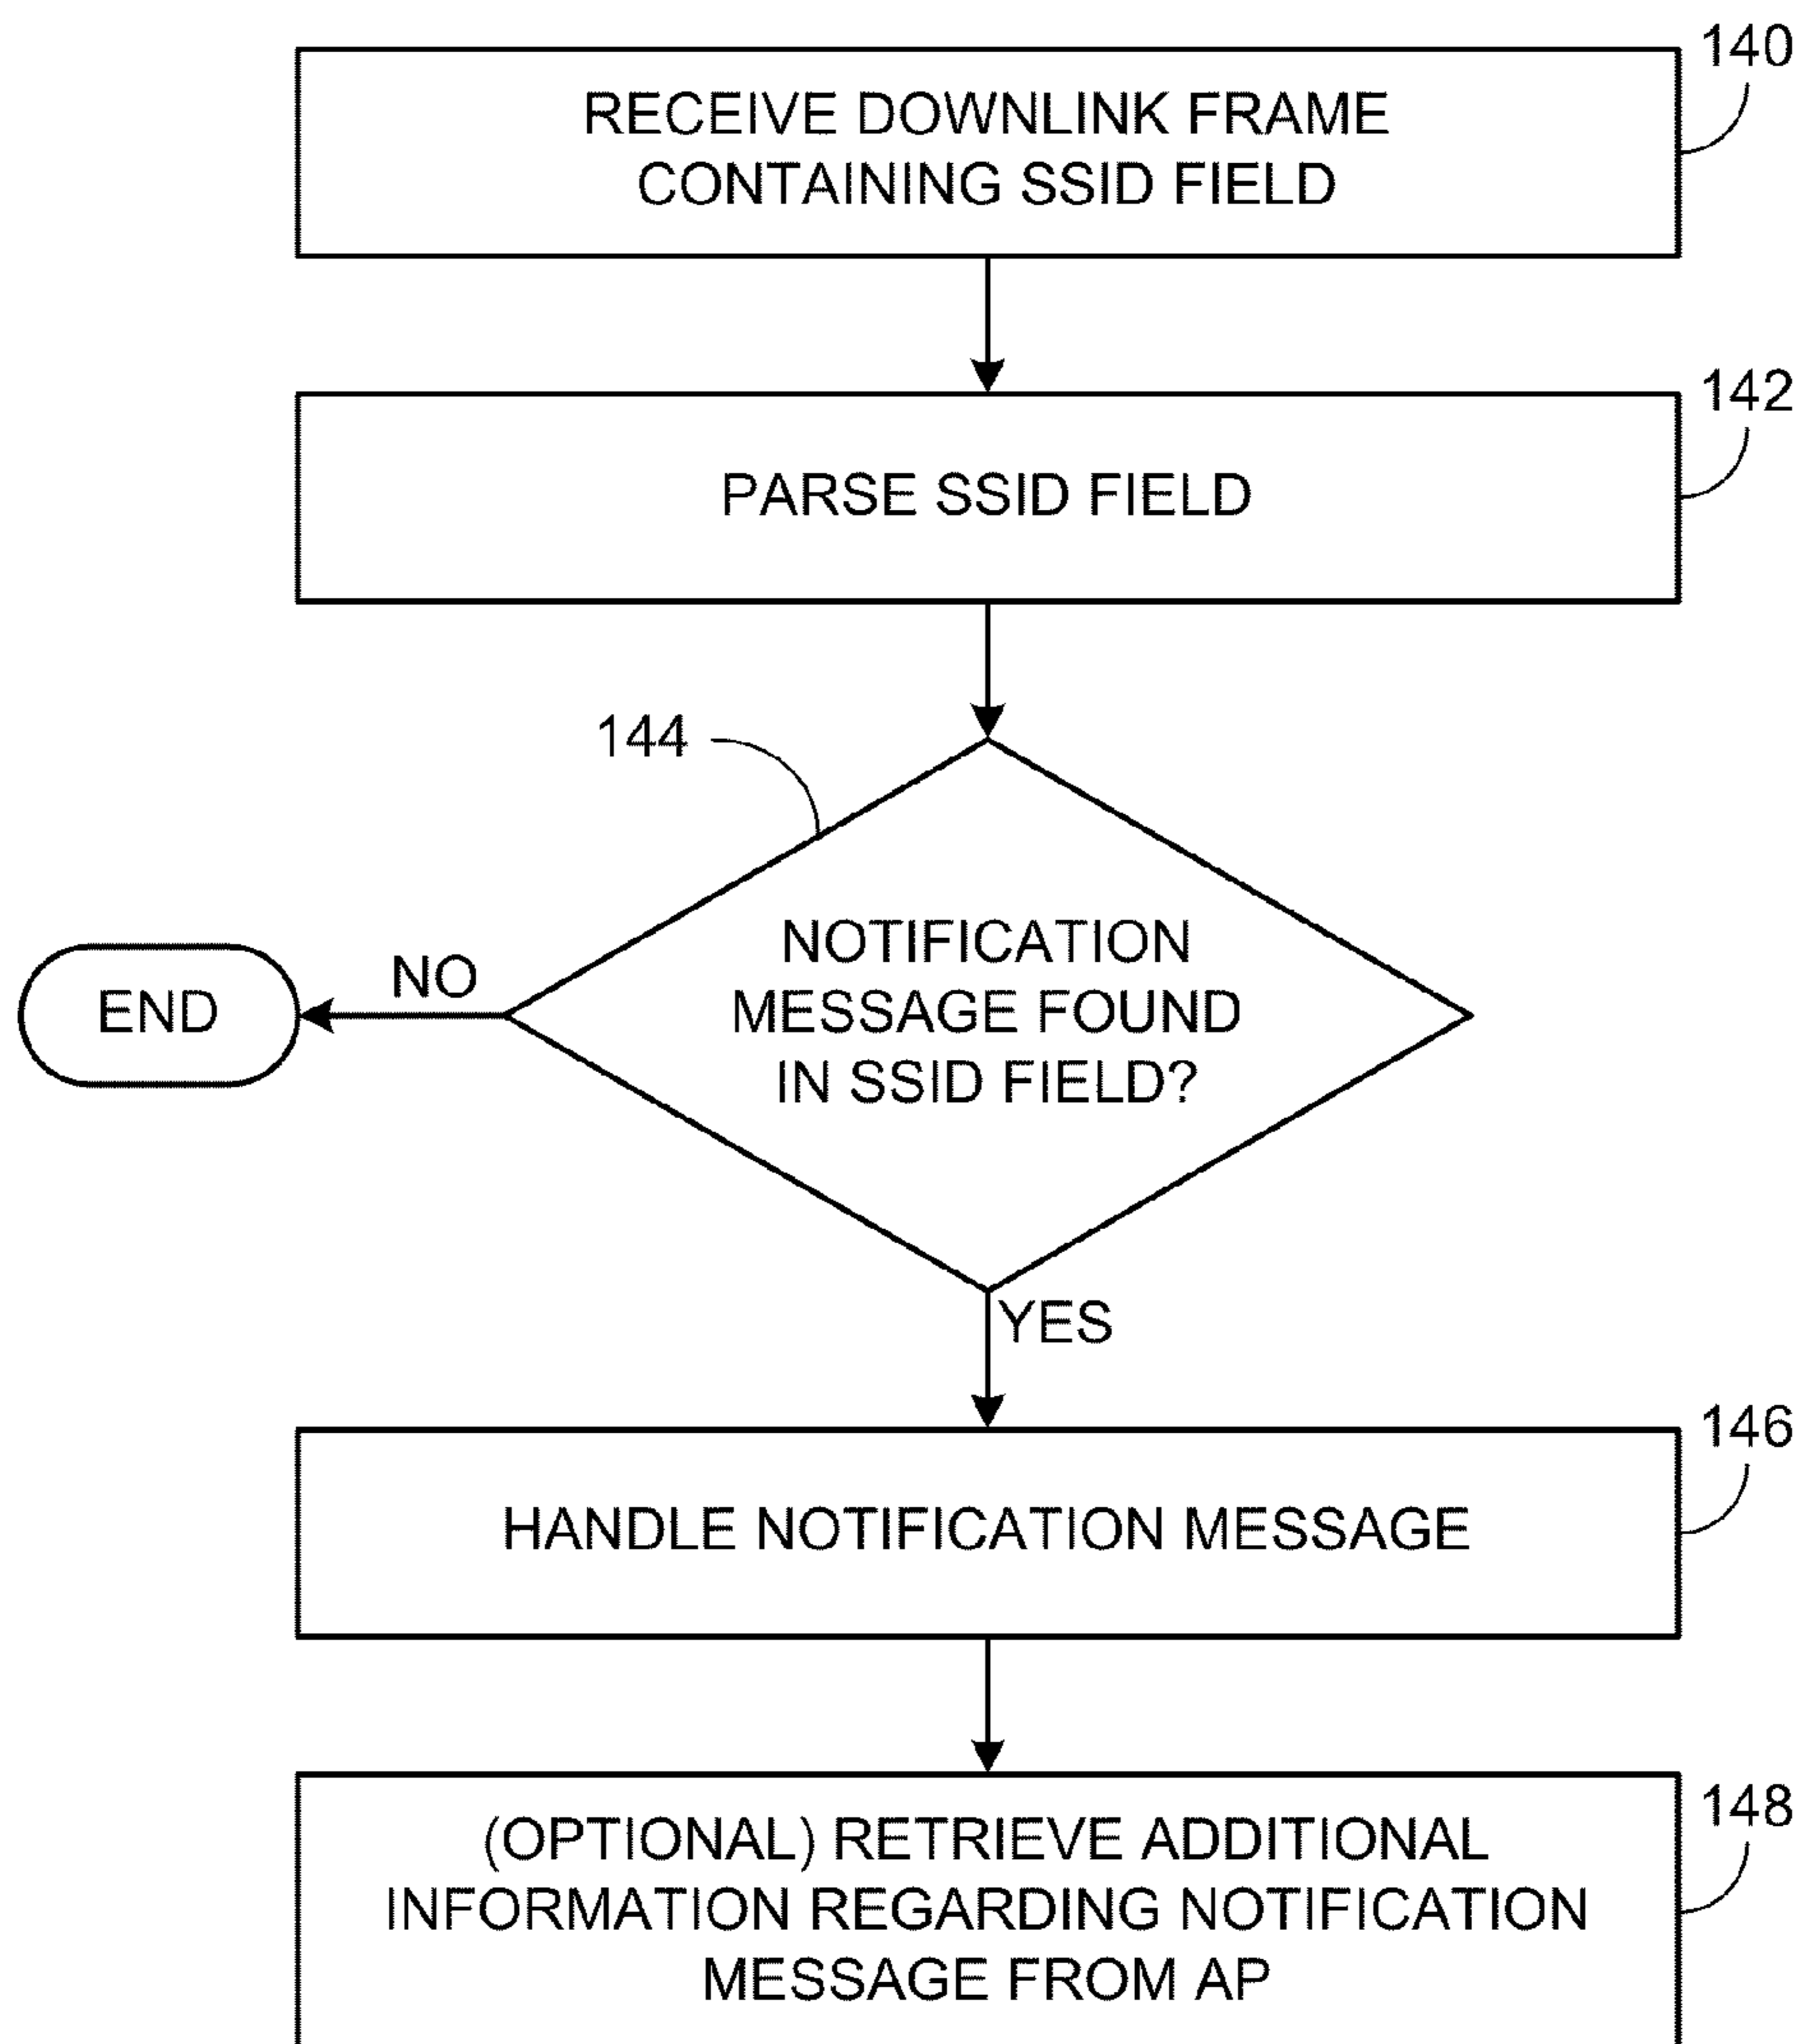 140
RECEIVE DOWNLINK FRAME
CONTAINING SSID FIELD
142
PARSE SSID FIELD
144
NOTIFICATION
MESSAGE FOUND
IN SSID FIELD?
NO
END
YES
146
HANDLE NOTIFICATION MESSAGE
148
(OPTIONAL) RETRIEVE ADDITIONAL
INFORMATION REGARDING NOTIFICATION
MESSAGE FROM AP